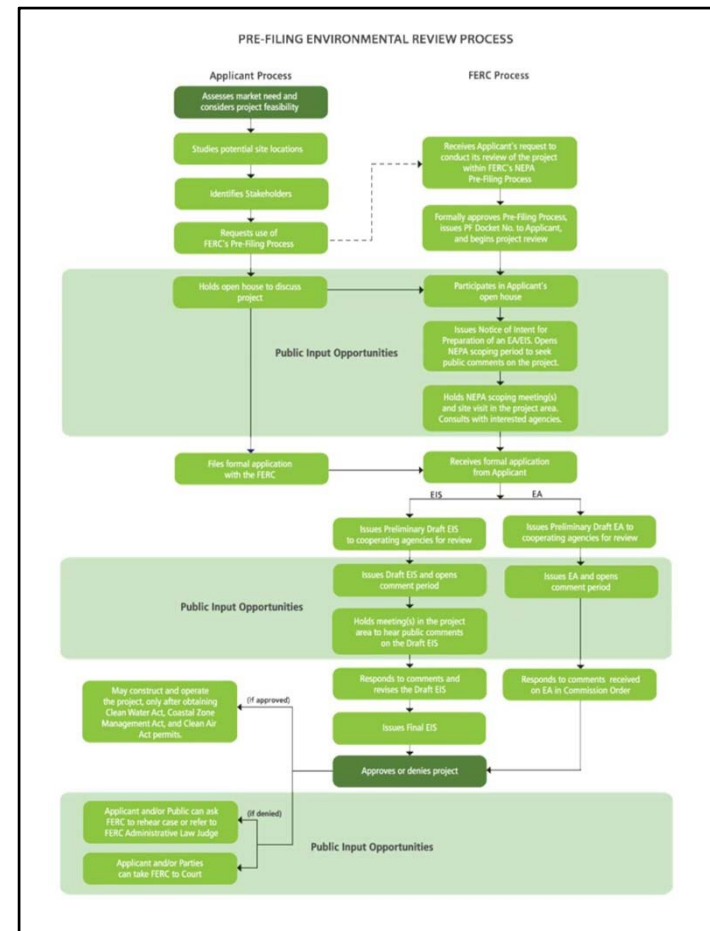 PRE-FILING ENVIRONMENTAL REVIEW PROCESS
Applicant Process
FERC Process
Assesses market need and
considers project feasibility
Studies potential site locations
Identifies Stakeholders
Requests use of
FERC's Pre-Filing Process
Receives Applicant's request to
conduct its review of the project
within FERC's NEPA
Pre-Filing Process
Formally approves Pre-Filing Process,
issues PF Docket No. to Applicant,
and begins project review
Holds open house to discuss
project
Participates in Applicant's
open house
Public Input Opportunities
Issues Notice of Intent for
Preparation of an EA/EIS. Opens
NEPA scoping period to seek
public comments on the project.
Holds NEPA scoping meeting(s)
and site visit in the project area.
Consults with interested agencies.
Files formal application
with the FERC
Receives formal application
from Applicant
EIS
EA
Issues Preliminary Draft EIS
to cooperating agencies for review
Issues Preliminary Draft EA to
cooperating agencies for review
Public Input Opportunities
Issues Draft EIS and opens
comment period
Issues EA and opens
comment period
Holds meeting(s) in the project
area to hear public comments
on the Draft EIS
Responds to comments and
revises the Draft EIS
Responds to comments received
on EA in Commission Order
Issues Final EIS
May construct and operate
the project, only after obtaining
Clean Water Act, Coastal Zone
Management Act, and Clean Air
Act permits.
(if approved)
Approves or denies project
Applicant and/or Public can ask
FERC to rehear case or refer to
FERC Administrative Law Judge
(if denied)
Applicant and/or Parties
can take FERC to Court
Public Input Opportunities